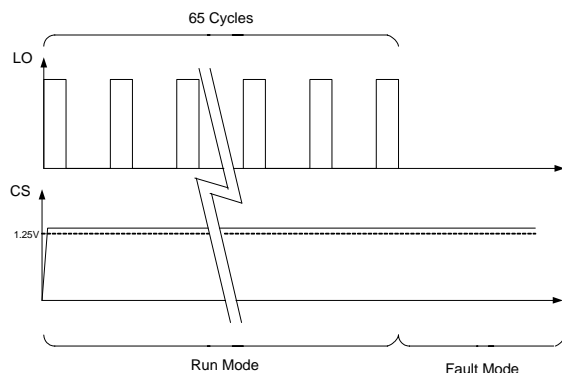 65 Cycles
LO
CS
1.25V
Run Mode
Fault Mode